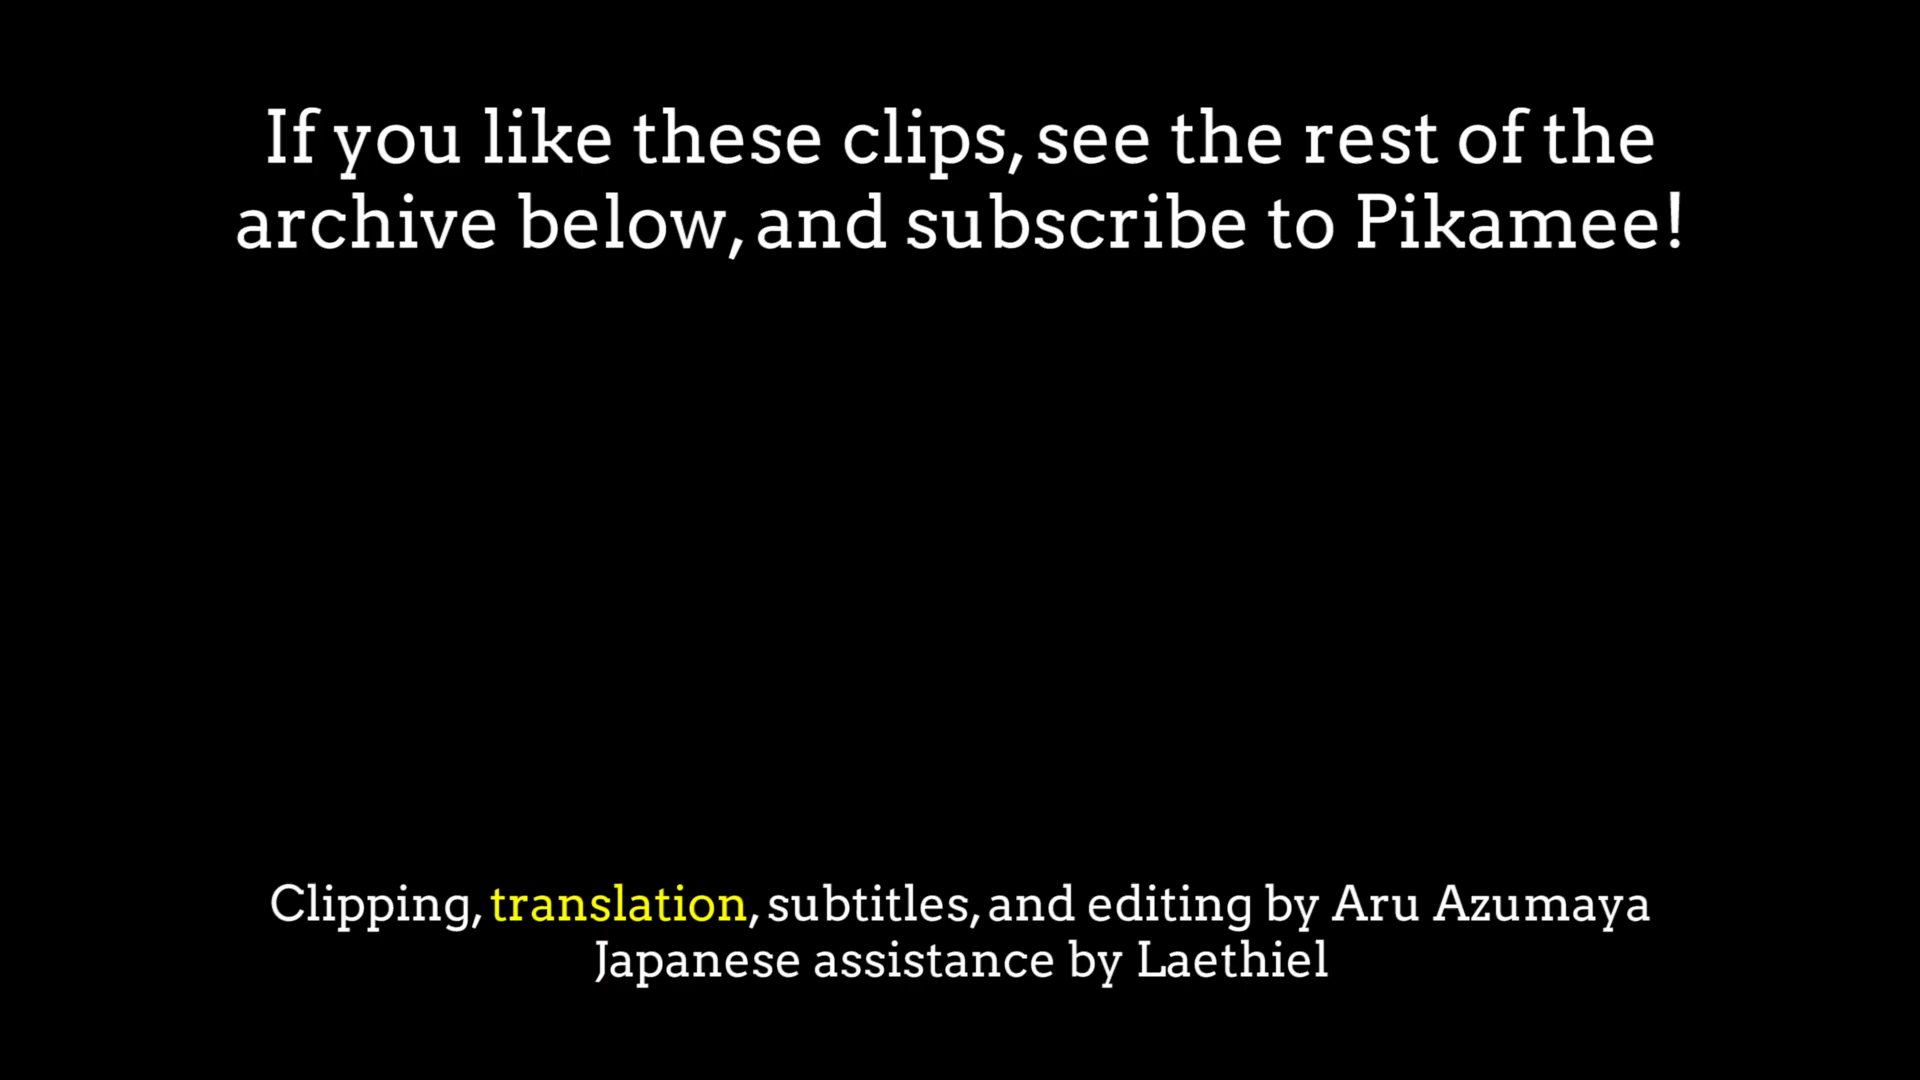 If you like these clips, see the rest of the
archive below, and subscribe to Pikamee!
Clipping, translation, subtitles, and editing by Aru Azumaya
Japanese assistance by Laethiel